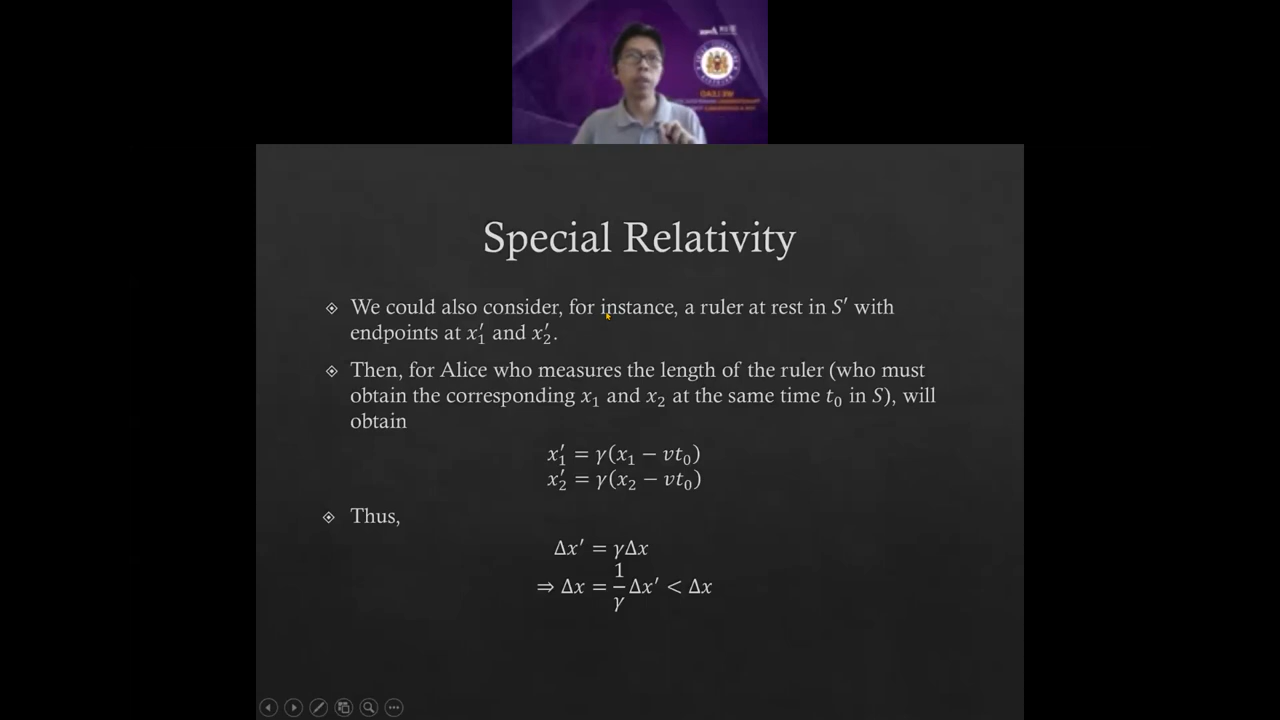 Special Relativity
We could also consider, for instance, a ruler at rest in S′ with
endpoints at x′₁ and x′₂.
Then, for Alice who measures the length of the ruler (who must
obtain the corresponding x₁ and x₂ at the same time t₀ in S), will
obtain
x′₁ = γ(x₁ − vt₀)
x′₂ = γ(x₂ − vt₀)
Thus,
Δx′ = γΔx
⇒ Δx = 1/γ Δx′ < Δx